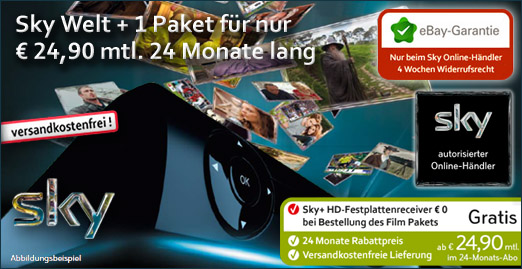 Sky Welt + 1 Paket für nur
€ 24,90 mtl. 24 Monate lang
eBay-Garantie
Nur beim Sky Online-Händler
4 Wochen Widerrufsrecht
versandkostenfrei !
sky
autorisierter
Online-Händler
OK
sky
Sky+ HD-Festplattenreceiver € 0
bei Bestellung des Film Pakets
Gratis
24 Monate Rabattpreis
Versandkostenfreie Lieferung
ab € 24,90 mtl.
im 24-Monats-Abo
Abbildungsbeispiel